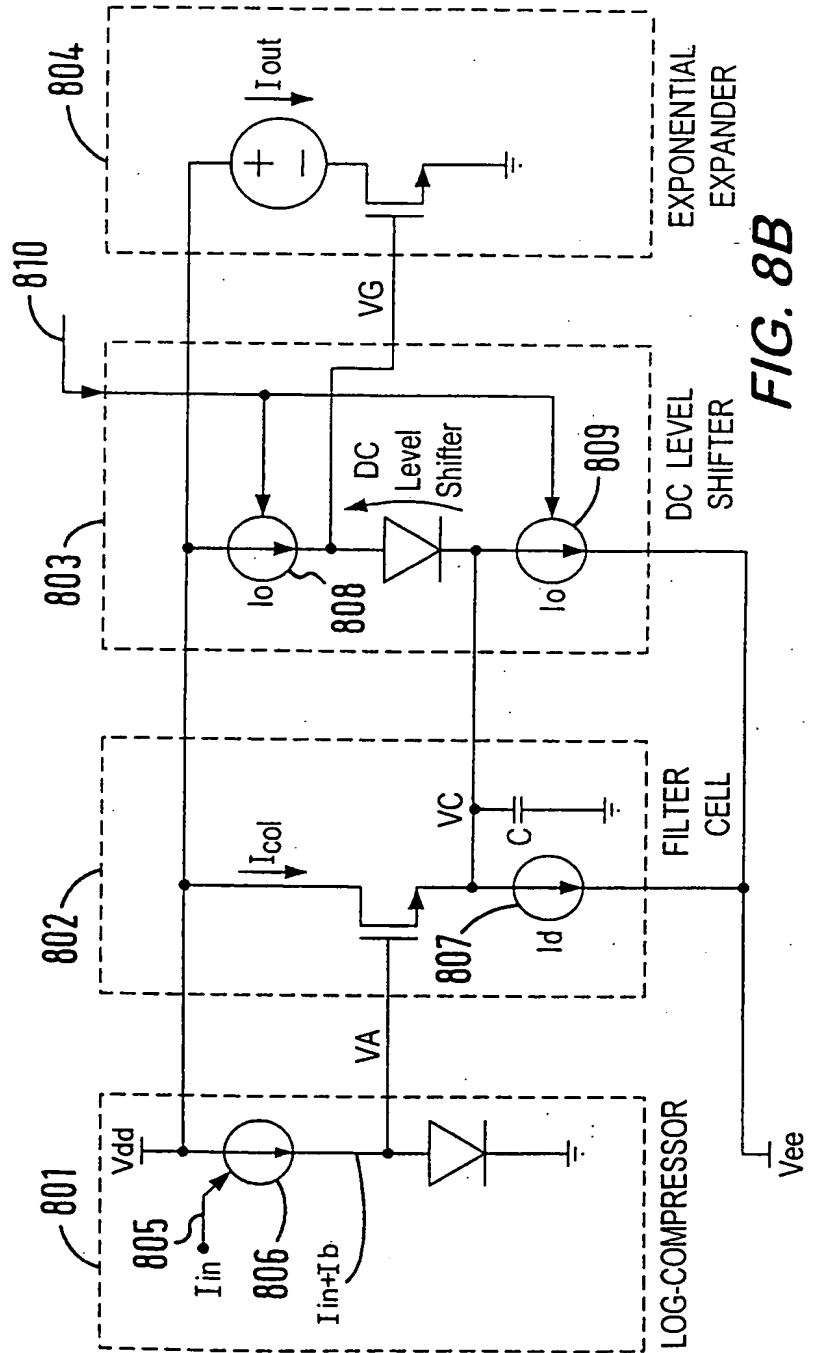 801
802
803
804
810
Vdd
805
Iin
806
Iin+Ib
VA
Icol
807
Id
VC
C
Io
808
DC
Level
Shifter
Io
809
VG
+
−
Iout
Vee
LOG-COMPRESSOR
FILTER
CELL
DC LEVEL
SHIFTER
EXPONENTIAL
EXPANDER
FIG. 8B